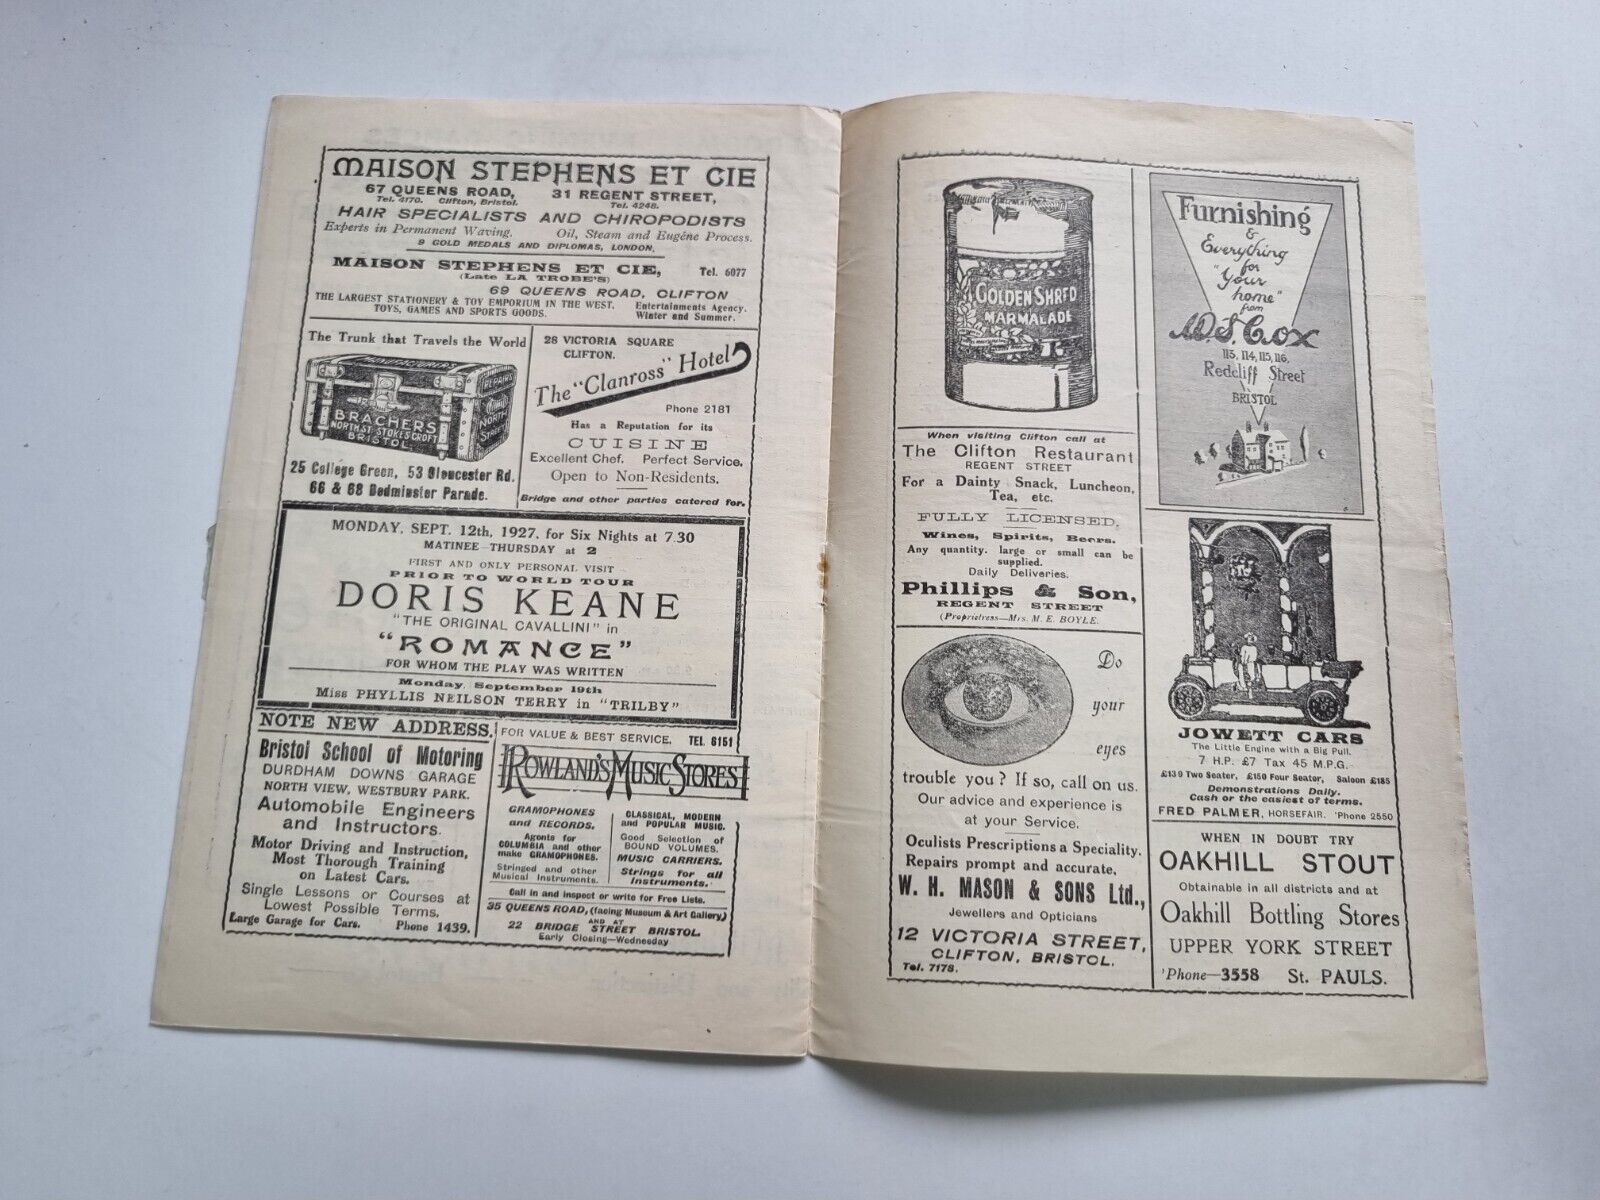 MAISON STEPHENS ET CIE
67 QUEENS ROAD, 31 REGENT STREET,
Tel. 4170. Clifton, Bristol. Tel. 4248.
HAIR SPECIALISTS AND CHIROPODISTS
Experts in Permanent Waving. Oil, Steam and Eugéne Process.
9 GOLD MEDALS AND DIPLOMAS, LONDON.
MAISON STEPHENS ET CIE, Tel. 6077
(Late LA TROBE'S)
69 QUEENS ROAD, CLIFTON
THE LARGEST STATIONERY & TOY EMPORIUM IN THE WEST.
TOYS, GAMES AND SPORTS GOODS.
Entertainments Agency.
Winter and Summer.
The Trunk that Travels the World
MANUFACTURER
REPAIRS
BRACHERS
NORTH ST. STOKES CROFT
BRISTOL
NORTH
STREET
25 College Green, 53 Gloucester Rd.
66 & 68 Bedminster Parade.
28 VICTORIA SQUARE
CLIFTON.
The "Clanross" Hotel
Phone 2181
Has a Reputation for its
CUISINE
Excellent Chef. Perfect Service.
Open to Non-Residents.
Bridge and other parties catered for.
MONDAY, SEPT. 12th, 1927, for Six Nights at 7.30
MATINEE—THURSDAY at 2
FIRST AND ONLY PERSONAL VISIT
PRIOR TO WORLD TOUR
DORIS KEANE
"THE ORIGINAL CAVALLINI" in
"ROMANCE"
FOR WHOM THE PLAY WAS WRITTEN
Monday, September 19th
Miss PHYLLIS NEILSON TERRY in "TRILBY"
NOTE NEW ADDRESS.
Bristol School of Motoring
DURDHAM DOWNS GARAGE
NORTH VIEW, WESTBURY PARK.
Automobile Engineers
and Instructors.
Motor Driving and Instruction,
Most Thorough Training
on Latest Cars.
Single Lessons or Courses at
Lowest Possible Terms.
Large Garage for Cars. Phone 1439.
FOR VALUE & BEST SERVICE. TEL. 6151
ROWLAND'S MUSIC STORES
GRAMOPHONES
and RECORDS.
Agents for
COLUMBIA and other
make GRAMOPHONES.
Stringed and other
Musical Instruments.
CLASSICAL, MODERN
and POPULAR MUSIC.
Good Selection of
BOUND VOLUMES.
MUSIC CARRIERS.
Strings for all
Instruments.
Call in and inspect or write for Free Lists.
35 QUEENS ROAD, (facing Museum & Art Gallery,)
AND AT
22 BRIDGE STREET BRISTOL.
Early Closing—Wednesday
GOLDEN SHRED
MARMALADE
When visiting Clifton call at
The Clifton Restaurant
REGENT STREET
For a Dainty Snack, Luncheon,
Tea, etc.
FULLY LICENSED,
Wines, Spirits, Beers.
Any quantity. large or small can be
supplied.
Daily Deliveries.
Phillips & Son,
REGENT STREET
(Proprietress—Mrs. M. E. BOYLE.
Do
your
eyes
trouble you? If so, call on us.
Our advice and experience is
at your Service.
Oculists Prescriptions a Speciality.
Repairs prompt and accurate,
W. H. MASON & SONS Ltd.,
Jewellers and Opticians
12 VICTORIA STREET,
CLIFTON, BRISTOL.
Tel. 7178.
Furnishing
&
Everything
for
"Your
home"
from
W.S. Cox
113, 114, 115, 116,
Redcliff Street
BRISTOL
JOWETT CARS
The Little Engine with a Big Pull.
7 H.P. £7 Tax 45 M.P.G.
£139 Two Seater, £150 Four Seater, Saloon £185
Demonstrations Daily.
Cash or the easiest of terms.
FRED PALMER, HORSEFAIR. 'Phone 2550
WHEN IN DOUBT TRY
OAKHILL STOUT
Obtainable in all districts and at
Oakhill Bottling Stores
UPPER YORK STREET
'Phone—3558 St. PAULS.